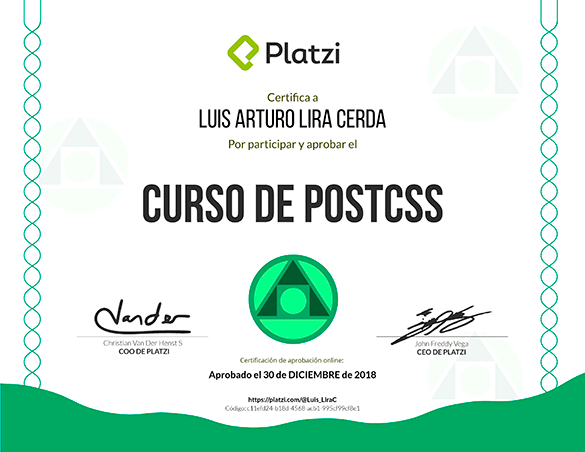 Platzi
Certifica a
LUIS ARTURO LIRA CERDA
Por participar y aprobar el
CURSO DE POSTCSS
Vander
Christian Van Der Henst S
COO DE PLATZI
John Freddy Vega
CEO DE PLATZI
Certificación de aprobación online:
Aprobado el 30 de DICIEMBRE de 2018
https://platzi.com/@Luis_LiraC
Código: